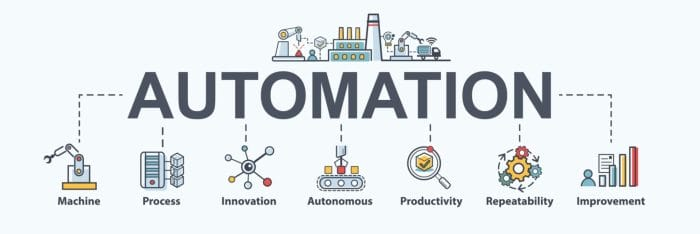 AUTOMATION
Machine
Process
Innovation
Autonomous
Productivity
Repeatability
Improvement